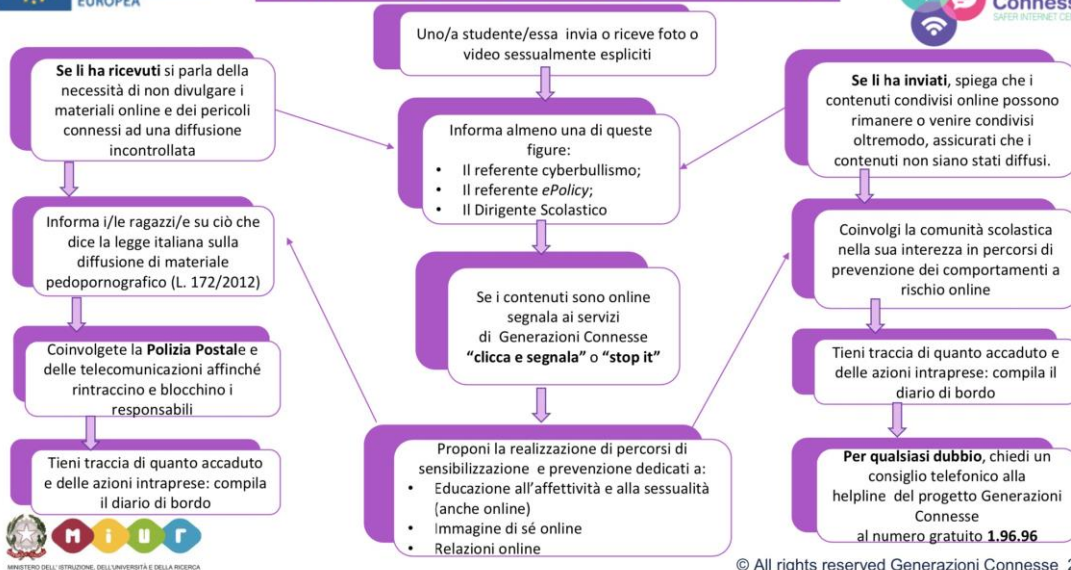 EUROPEA
Conness
SAFER INTERNET CE
Uno/a studente/essa invia o riceve foto o
video sessualmente espliciti
Se li ha ricevuti si parla della
necessità di non divulgare i
materiali online e dei pericoli
connessi ad una diffusione
incontrollata
Informa almeno una di queste
figure:
• Il referente cyberbullismo;
• Il referente ePolicy;
• Il Dirigente Scolastico
Se li ha inviati, spiega che i
contenuti condivisi online possono
rimanere o venire condivisi
oltremodo, assicurati che i
contenuti non siano stati diffusi.
Informa i/le ragazzi/e su ciò che
dice la legge italiana sulla
diffusione di materiale
pedopornografico (L. 172/2012)
Se i contenuti sono online
segnala ai servizi
di Generazioni Connesse
“clicca e segnala” o “stop it”
Coinvolgi la comunità scolastica
nella sua interezza in percorsi di
prevenzione dei comportamenti a
rischio online
Coinvolgete la Polizia Postale e
delle telecomunicazioni affinché
rintraccino e blocchino i
responsabili
Tieni traccia di quanto accaduto e
delle azioni intraprese: compila il
diario di bordo
Tieni traccia di quanto accaduto
e delle azioni intraprese: compila
il diario di bordo
Proponi la realizzazione di percorsi di
sensibilizzazione e prevenzione dedicati a:
• Educazione all’affettività e alla sessualità
(anche online)
• Immagine di sé online
• Relazioni online
Per qualsiasi dubbio, chiedi un
consiglio telefonico alla
helpline del progetto Generazioni
Connesse
al numero gratuito 1.96.96
MIUR
MINISTERO DELL'ISTRUZIONE, DELL'UNIVERSITÀ E DELLA RICERCA
© All rights reserved Generazioni Connesse 2